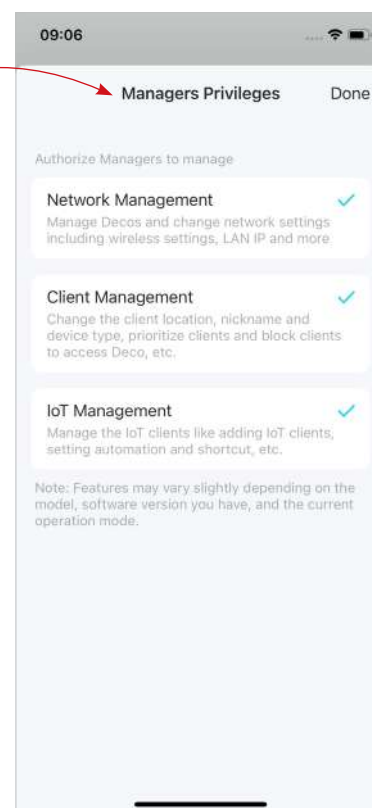 09:06
Managers Privileges
Done
Authorize Managers to manage
Network Management
Manage Decos and change network settings
including wireless settings, LAN IP and more
Client Management
Change the client location, nickname and
device type, prioritize clients and block clients
to access Deco, etc.
IoT Management
Manage the IoT clients like adding IoT clients,
setting automation and shortcut, etc.
Note: Features may vary slightly depending on the
model, software version you have, and the current
operation mode.